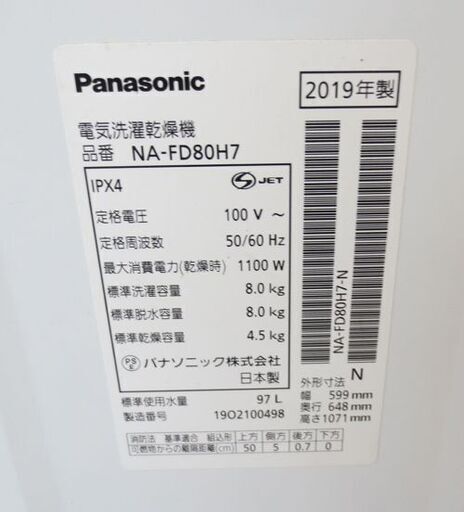 Panasonic
2019年製
電気洗濯乾燥機
品番 NA-FD80H7
IPX4 S JET
定格電圧 100 V ~
定格周波数 50/60 Hz
最大消費電力(乾燥時) 1100 W
標準洗濯容量 8.0 kg
標準脱水容量 8.0 kg
標準乾燥容量 4.5 kg
PS E パナソニック株式会社
日本製
標準使用水量 97 L
製造番号 19O2100498
NA-FD80H7-N
N
外形寸法
幅 599 mm
奥行 648 mm
高さ1071 mm
消防法 基準適合 組込形 上方 側方 後方 下方
可燃物からの離隔距離(cm) 50 5 0.7 0